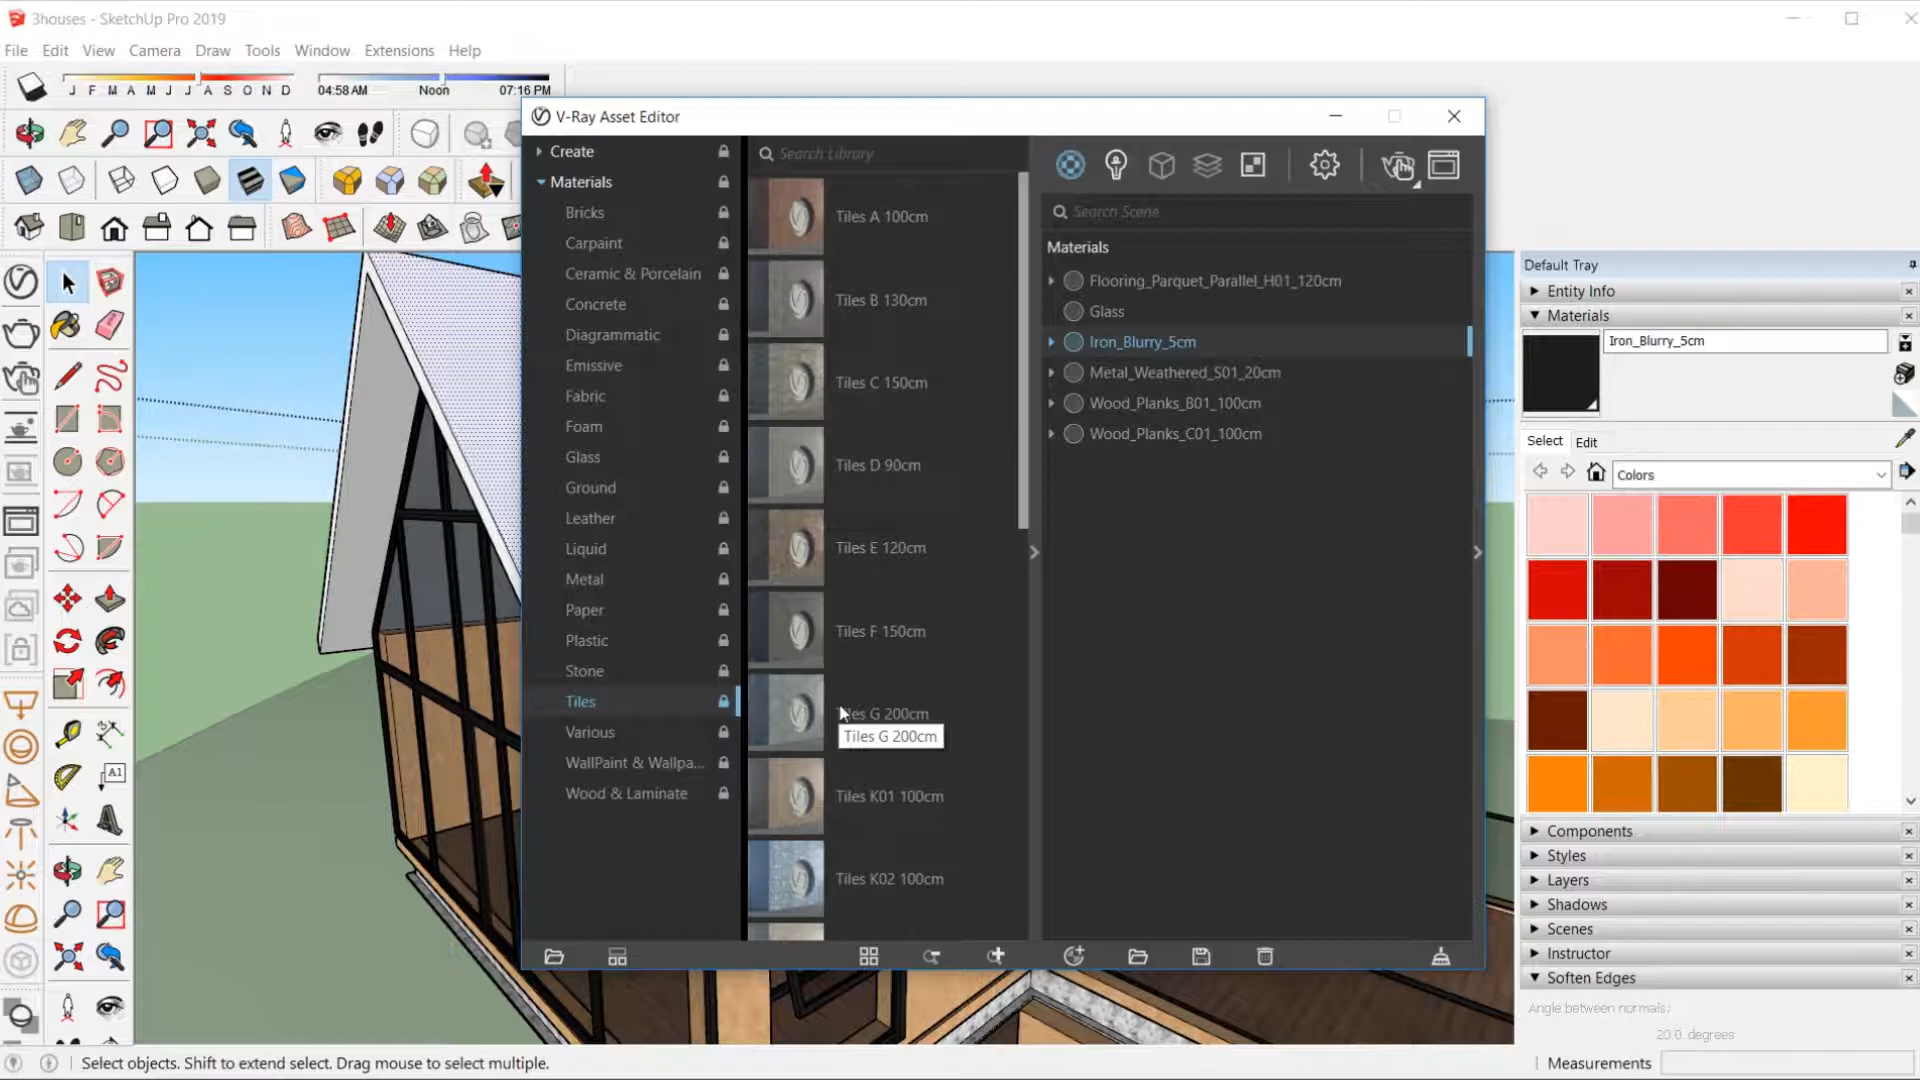 3houses - SketchUp Pro 2019
File Edit View Camera Draw Tools Window Extensions Help
J F M A M J J A S O N D
04:58 AM Noon 07:16 PM
V-Ray Asset Editor
Create
Materials
Bricks
Carpaint
Ceramic & Porcelain
Concrete
Diagrammatic
Emissive
Fabric
Foam
Glass
Ground
Leather
Liquid
Metal
Paper
Plastic
Stone
Tiles
Various
WallPaint & Wallpa...
Wood & Laminate
Search Library
Tiles A 100cm
Tiles B 130cm
Tiles C 150cm
Tiles D 90cm
Tiles E 120cm
Tiles F 150cm
Tiles G 200cm
Tiles G 200cm
Tiles K01 100cm
Tiles K02 100cm
Search Scene
Materials
Flooring_Parquet_Parallel_H01_120cm
Glass
Iron_Blurry_5cm
Metal_Weathered_S01_20cm
Wood_Planks_B01_100cm
Wood_Planks_C01_100cm
Default Tray
Entity Info
Materials
Iron_Blurry_5cm
Select Edit
Colors
Components
Styles
Layers
Shadows
Scenes
Instructor
Soften Edges
Angle between normals:
20.0 degrees
A1
Select objects. Shift to extend select. Drag mouse to select multiple.
Measurements